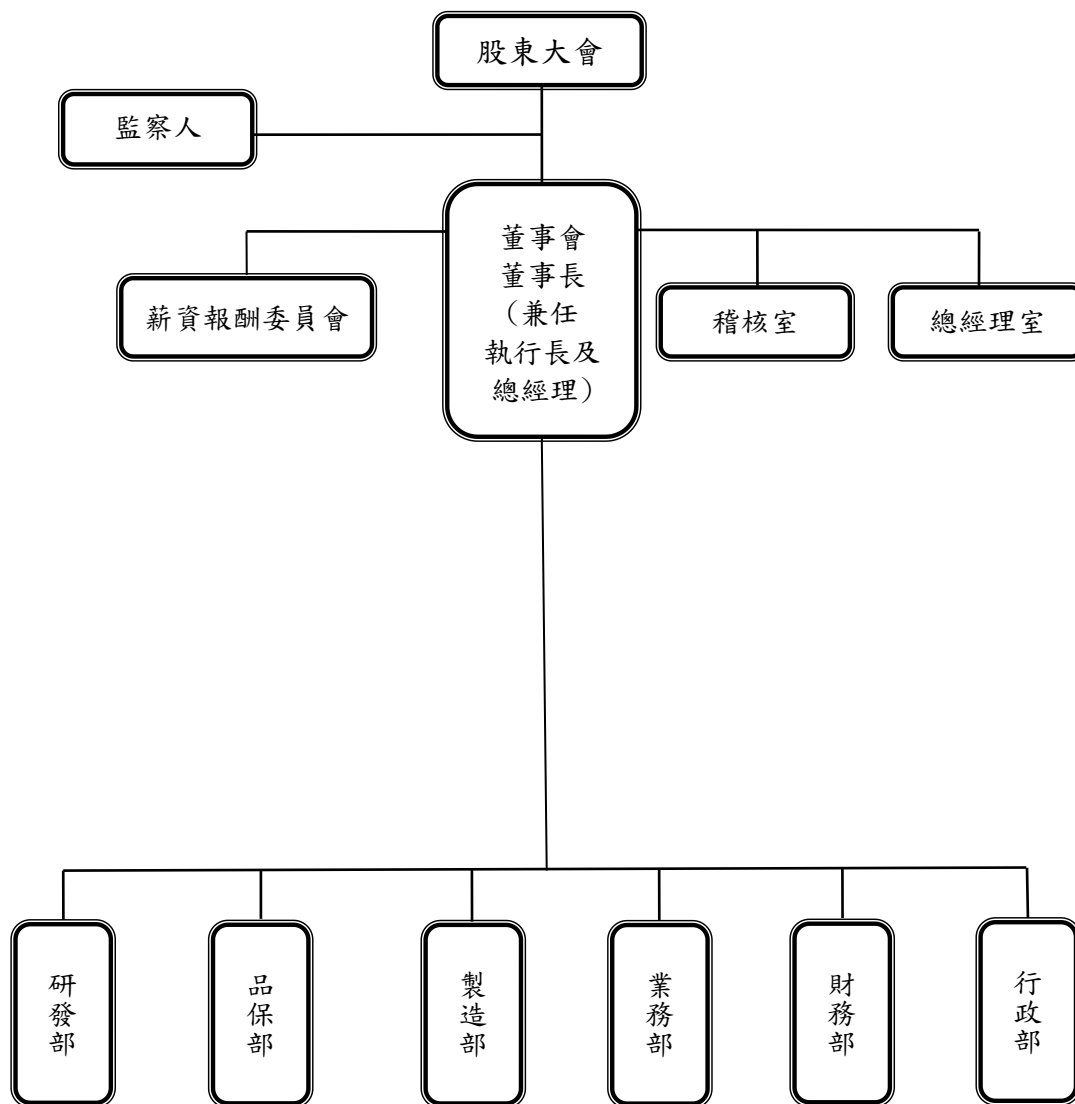 股東大會
監察人
董事會
董事長
（兼任
執行長及
總經理）
薪資報酬委員會
稽核室
總經理室
研發部
品保部
製造部
業務部
財務部
行政部